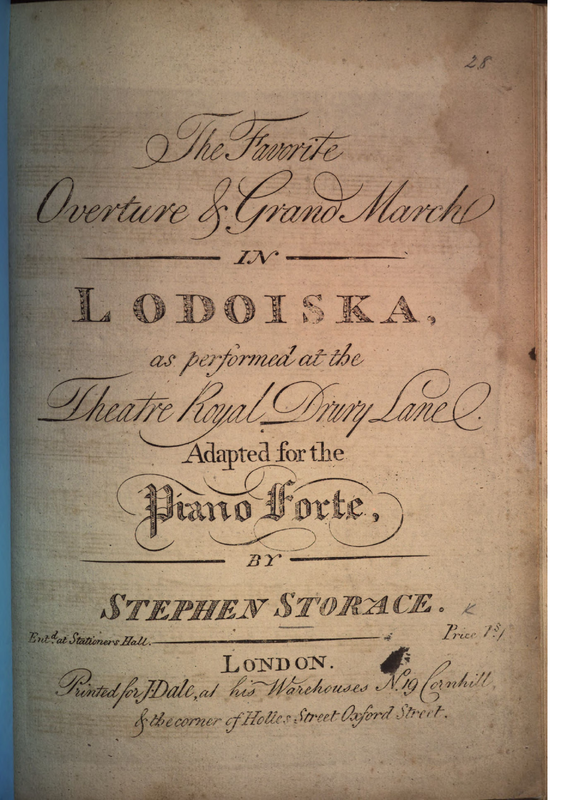 28
The Favorite
Overture & Grand March
IN
LODOISKA,
as performed at the
Theatre Royal Drury Lane.
Adapted for the
Piano Forte,
BY
STEPHEN STORACE.
Entd. at Stationers Hall.
Price 1s/
LONDON.
Printed for J. Dale, at his Warehouses No. 19 Cornhill,
& the corner of Holles Street Oxford Street.